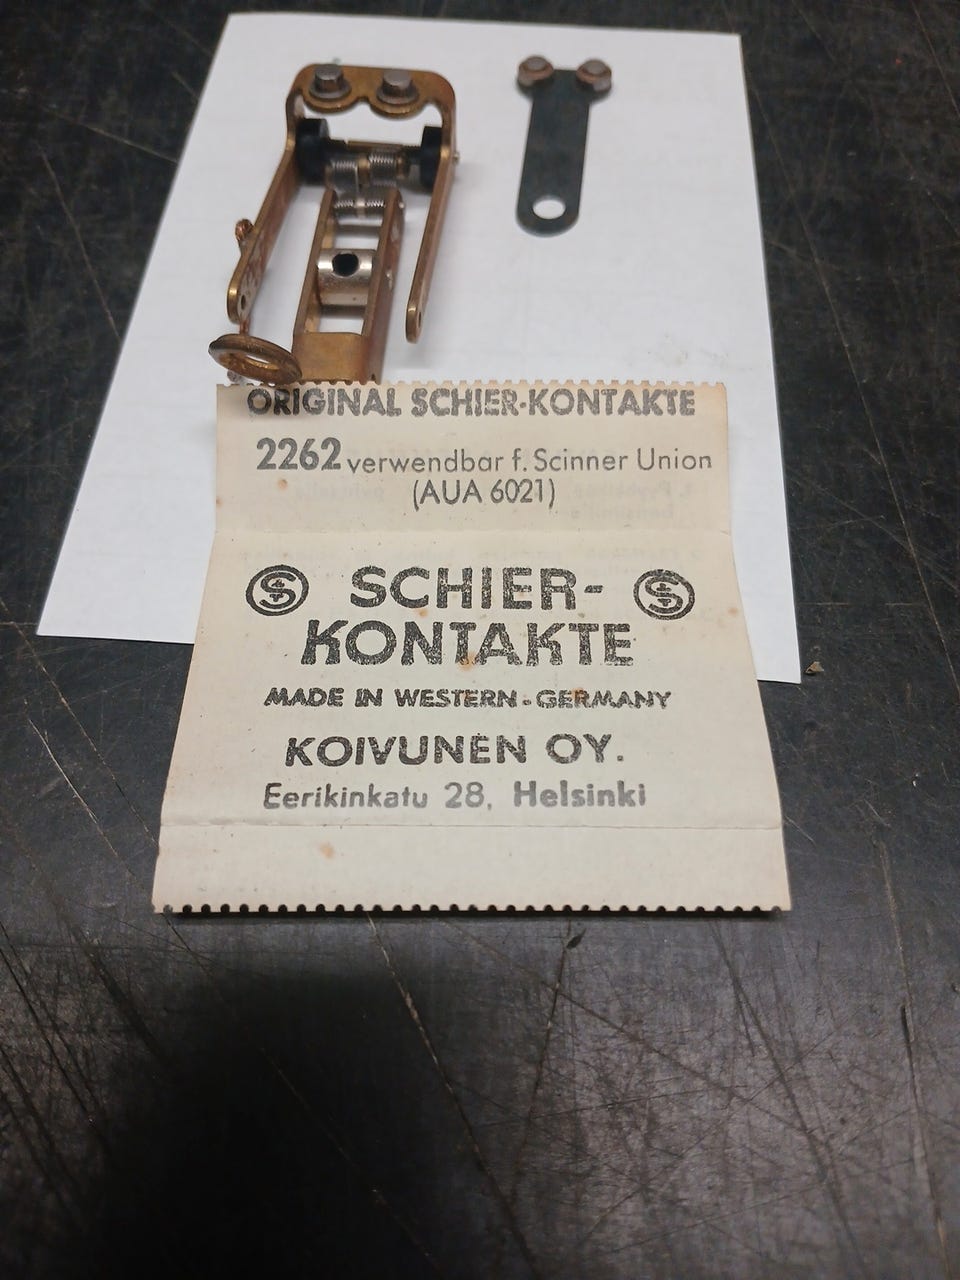 ORIGINAL SCHIER-KONTAKTE
2262 verwendbar f. Scinner Union
(AUA 6021)
SCHIER-
KONTAKTE
MADE IN WESTERN-GERMANY
KOIVUNEN OY.
Eerikinkatu 28, Helsinki